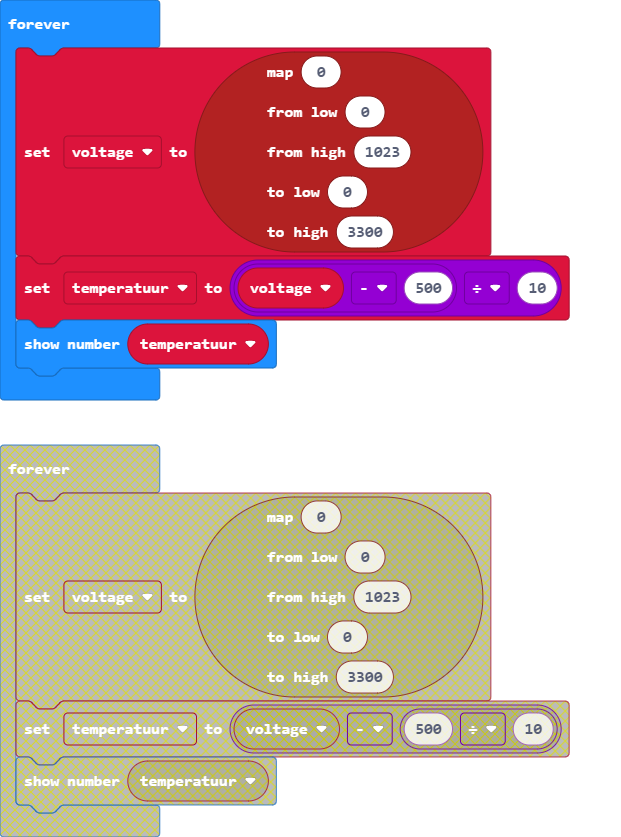 forever
map 0
from low 0
set voltage to from high 1023
to low 0
to high 3300
set temperatuur to voltage - 500 ÷ 10
show number temperatuur
forever
map 0
from low 0
set voltage to from high 1023
to low 0
to high 3300
set temperatuur to voltage - 500 ÷ 10
show number temperatuur